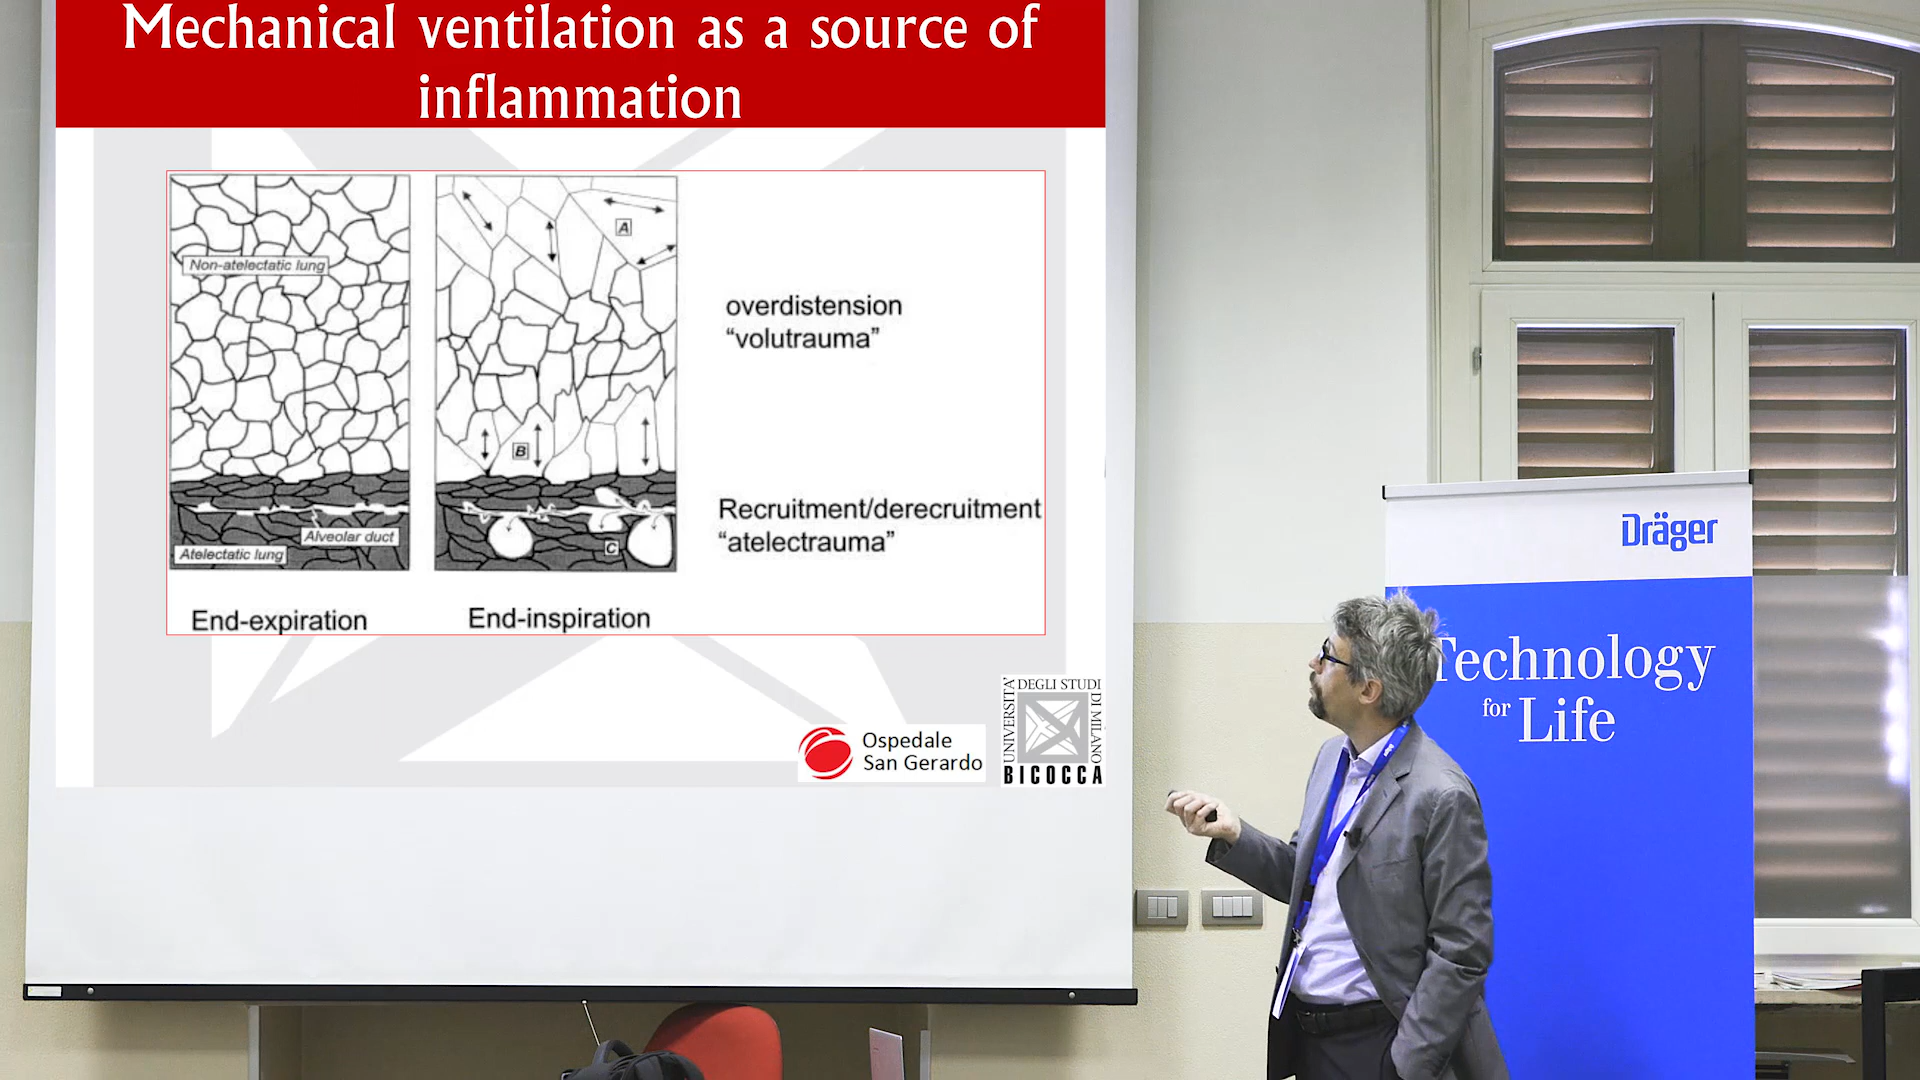 Mechanical ventilation as a source of
inflammation
Non-atelectatic lung
Alveolar duct
Atelectatic lung
A
B
C
overdistension
“volutrauma”
Recruitment/derecruitment
“atelectrauma”
End-expiration
End-inspiration
Ospedale
San Gerardo
UNIVERSITA’
DEGLI STUDI
DI MILANO
BICOCCA
Dräger
Technology
for Life